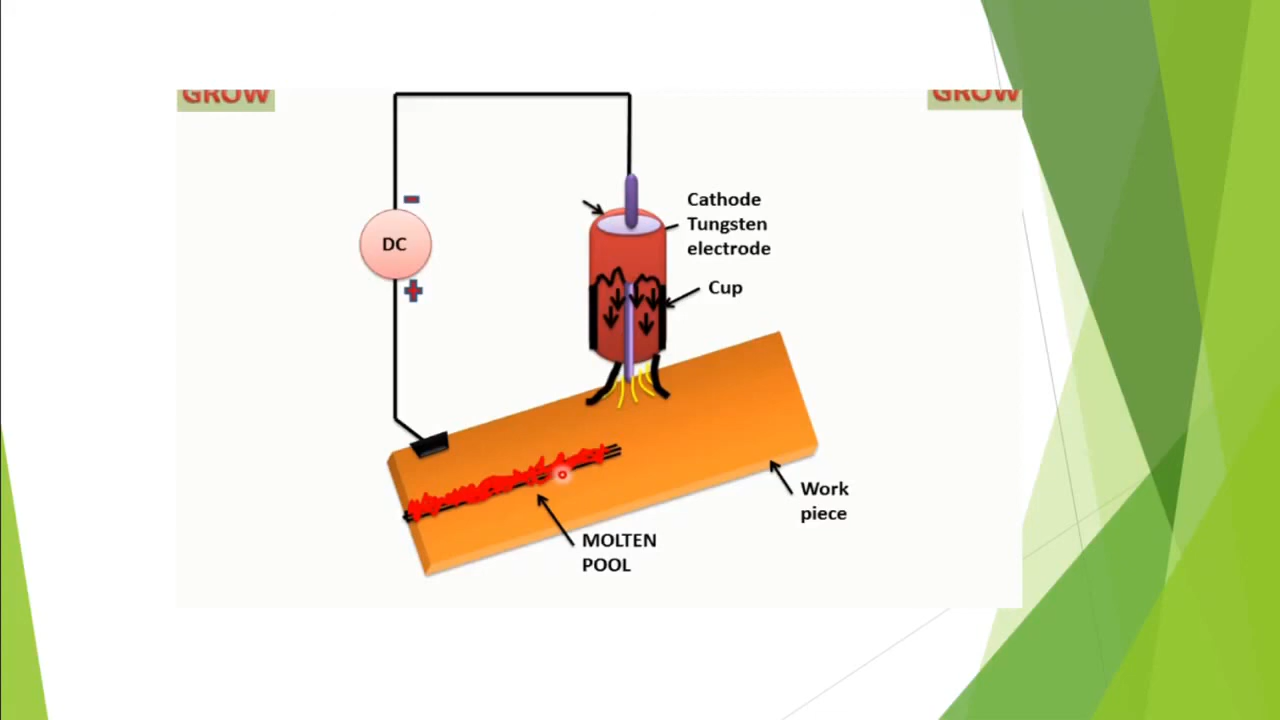 GROW
GROW
-
Cathode
Tungsten
electrode
DC
Cup
+
Work
piece
MOLTEN
POOL